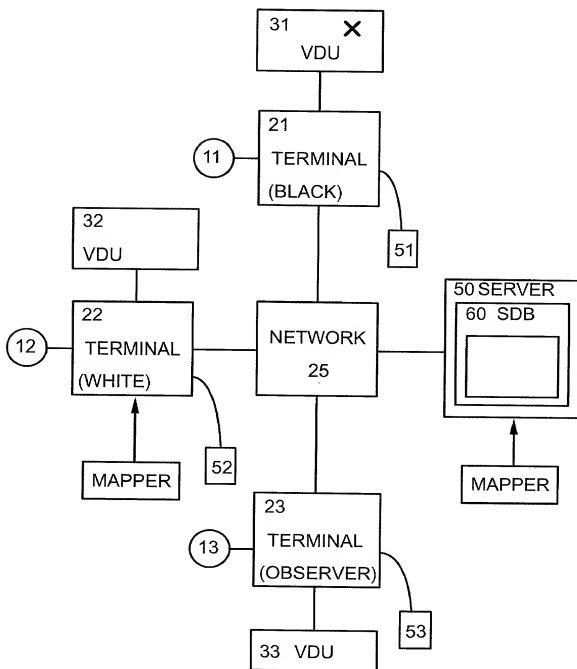 31
VDU
21
TERMINAL
(BLACK)
11
51
32
VDU
22
TERMINAL
(WHITE)
12
52
MAPPER
NETWORK
25
50 SERVER
60 SDB
MAPPER
23
TERMINAL
(OBSERVER)
13
53
33 VDU